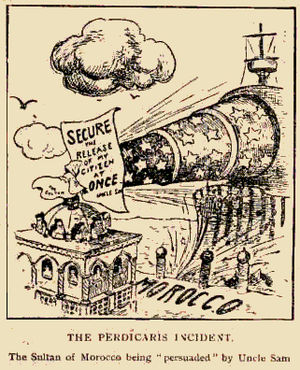 SECURE
THE
RELEASE
OF MY
CITIZEN
AT
ONCE
UNCLE SAM
SULTAN
MOROCCO
THE PERDICARIS INCIDENT.
The Sultan of Morocco being "persuaded" by Uncle Sam